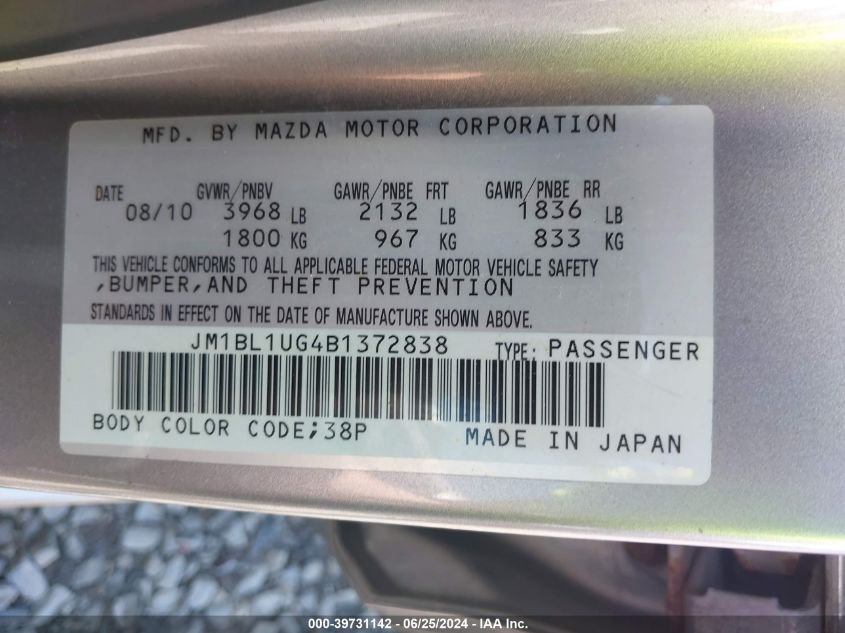 MFD. BY MAZDA MOTOR CORPORATION
DATE GVWR/PNBV GAWR/PNBE FRT GAWR/PNBE RR
08/10 3968 LB 2132 LB 1836 LB
1800 KG 967 KG 833 KG
THIS VEHICLE CONFORMS TO ALL APPLICABLE FEDERAL MOTOR VEHICLE SAFETY
,BUMPER,AND THEFT PREVENTION
STANDARDS IN EFFECT ON THE DATE OF MANUFACTURE SHOWN ABOVE.
JM1BL1UG4B1372838 TYPE: PASSENGER
BODY COLOR CODE;38P MADE IN JAPAN
000-39731142 - 06/25/2024 - IAA Inc.